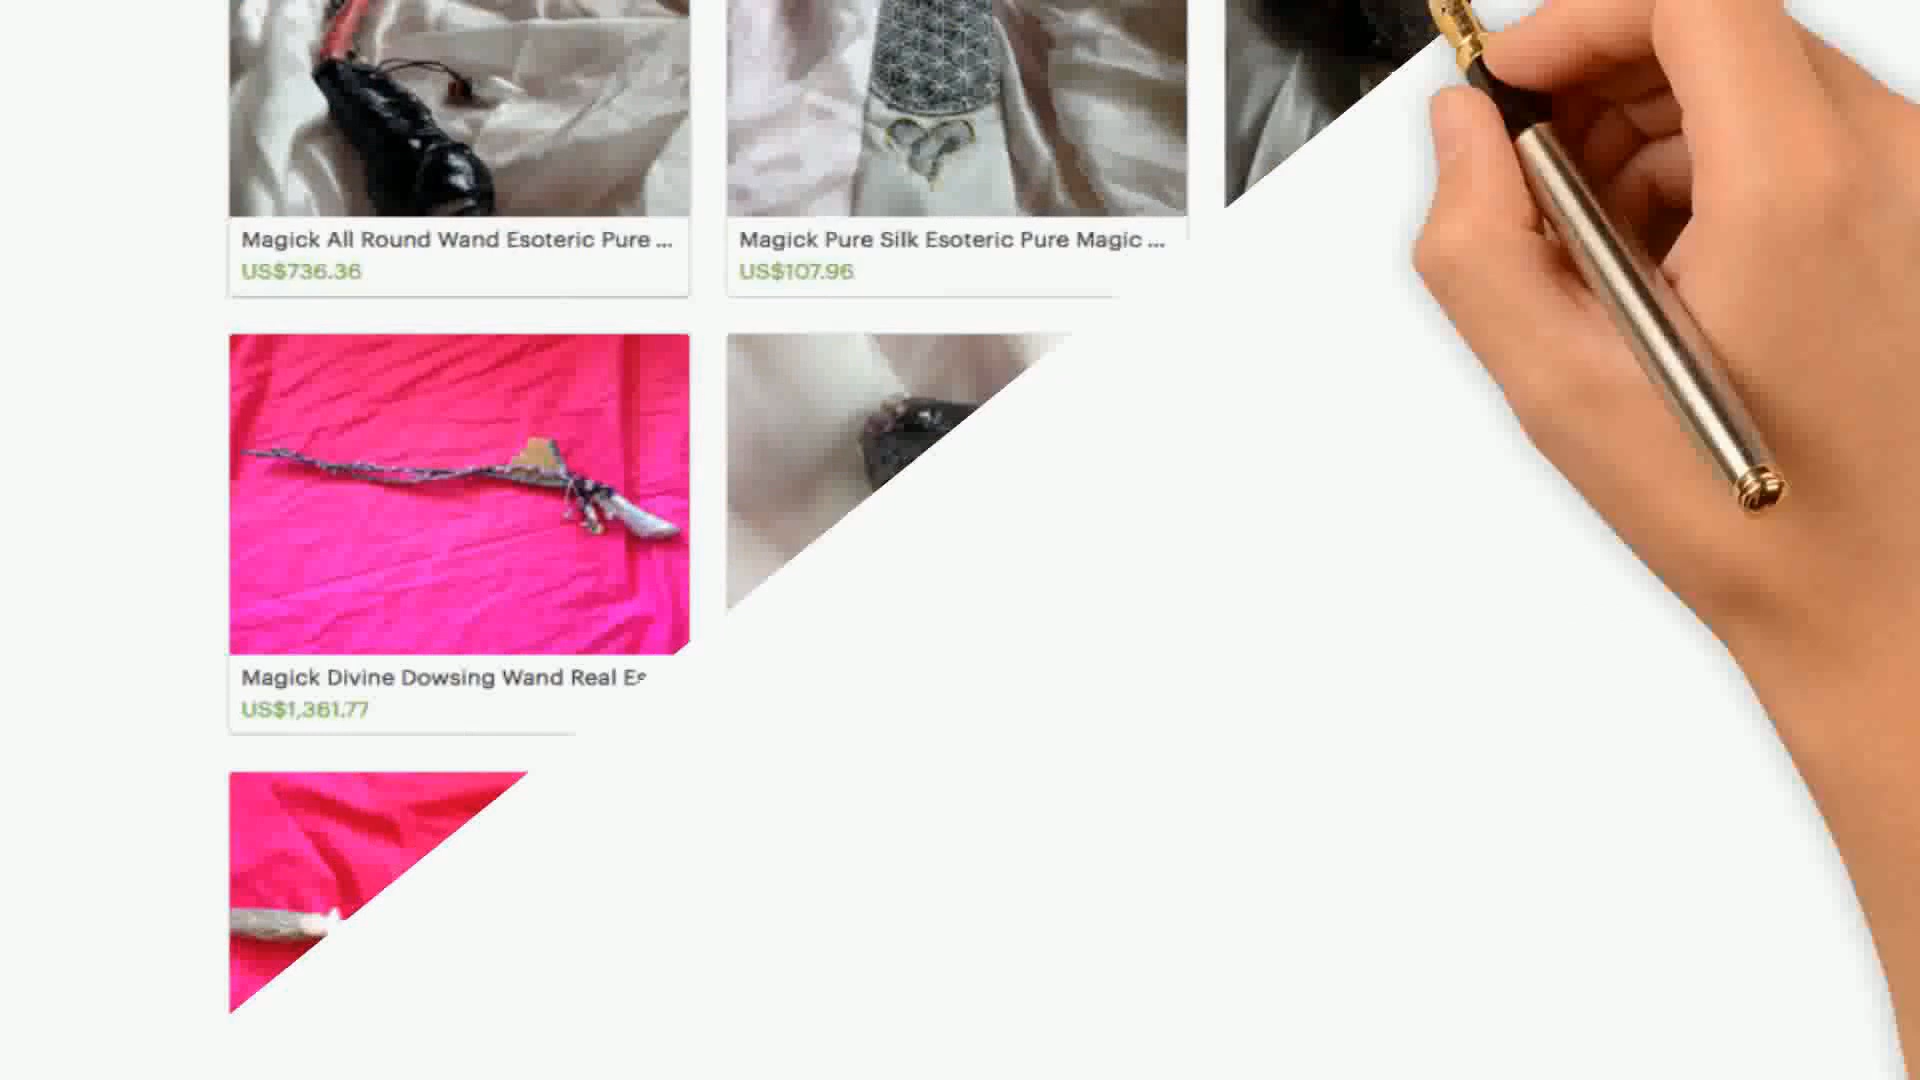 Magick All Round Wand Esoteric Pure ...
US$736.36
Magick Pure Silk Esoteric Pure Magic ...
US$107.96
Magick Divine Dowsing Wand Real Es
US$1,361.77